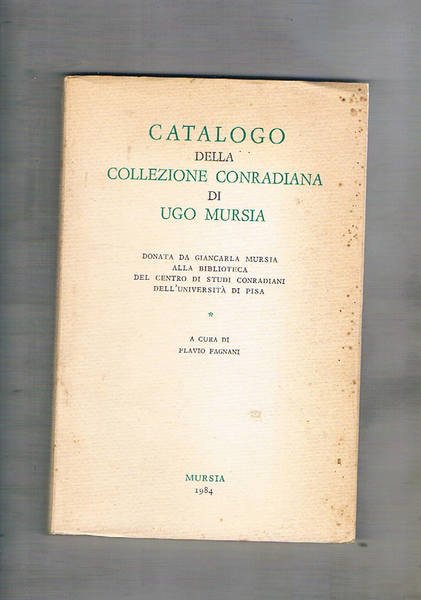 CATALOGO
DELLA
COLLEZIONE CONRADIANA
DI
UGO MURSIA
DONATA DA GIANCARLA MURSIA
ALLA BIBLIOTECA
DEL CENTRO DI STUDI CONRADIANI
DELL'UNIVERSITÀ DI PISA
*
A CURA DI
FLAVIO FAGNANI
MURSIA
1984